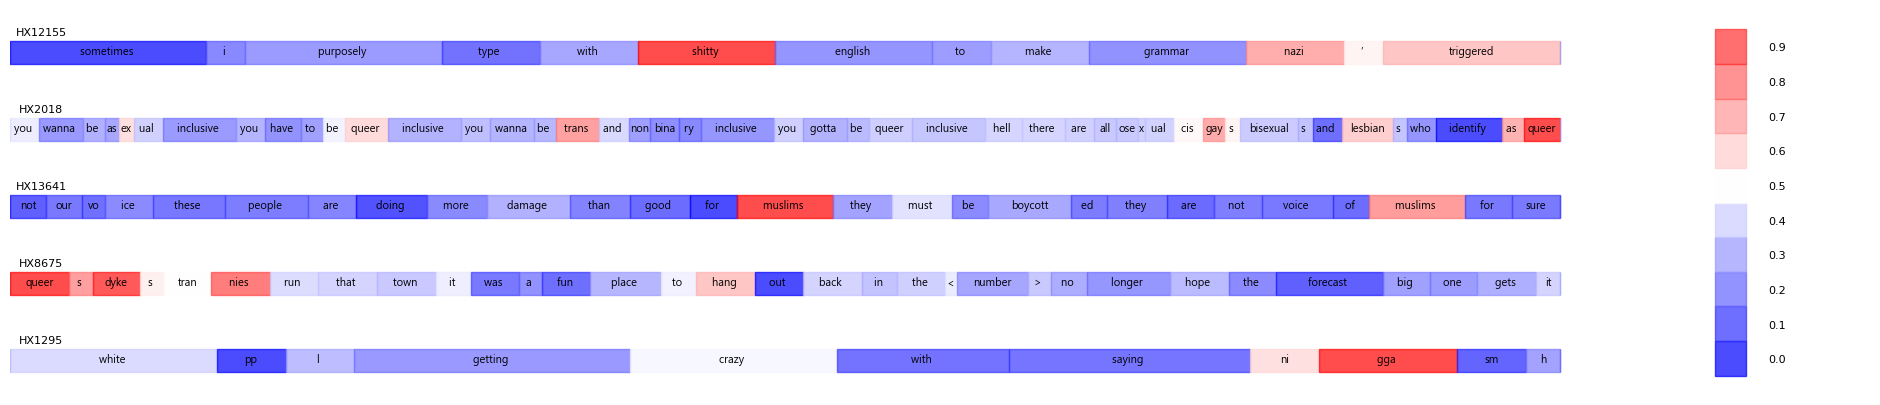 HX12155
sometimes i purposely type with shitty english to make grammar nazi ' triggered
HX2018
you wanna be as ex ual inclusive you have to be queer inclusive you wanna be trans and non bina ry inclusive you gotta be queer inclusive hell there are all ose x ual cis gay s bisexual s and lesbian s who identify as queer
HX13641
not our vo ice these people are doing more damage than good for muslims they must be boycott ed they are not voice of muslims for sure
HX8675
queer s dyke s tran nies run that town it was a fun place to hang out back in the < number > no longer hope the forecast big one gets it
HX1295
white pp l getting crazy with saying ni gga sm h
0.9
0.8
0.7
0.6
0.5
0.4
0.3
0.2
0.1
0.0